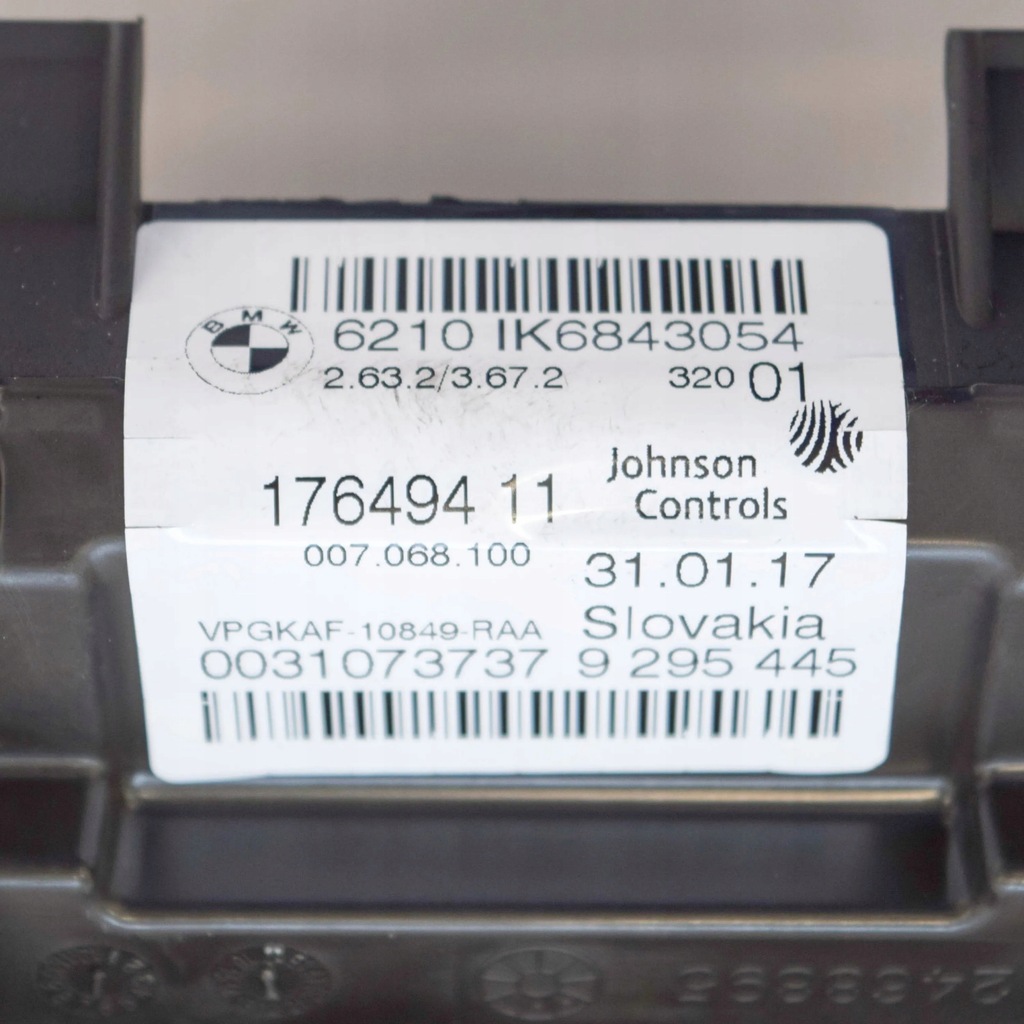 BMW
6210 IK6843054
2.63.2/3.67.2 320 01
Johnson
Controls
176494 11
007.068.100
31.01.17
VPGKAF-10849-RAA
Slovakia
0031073737 9 295 445